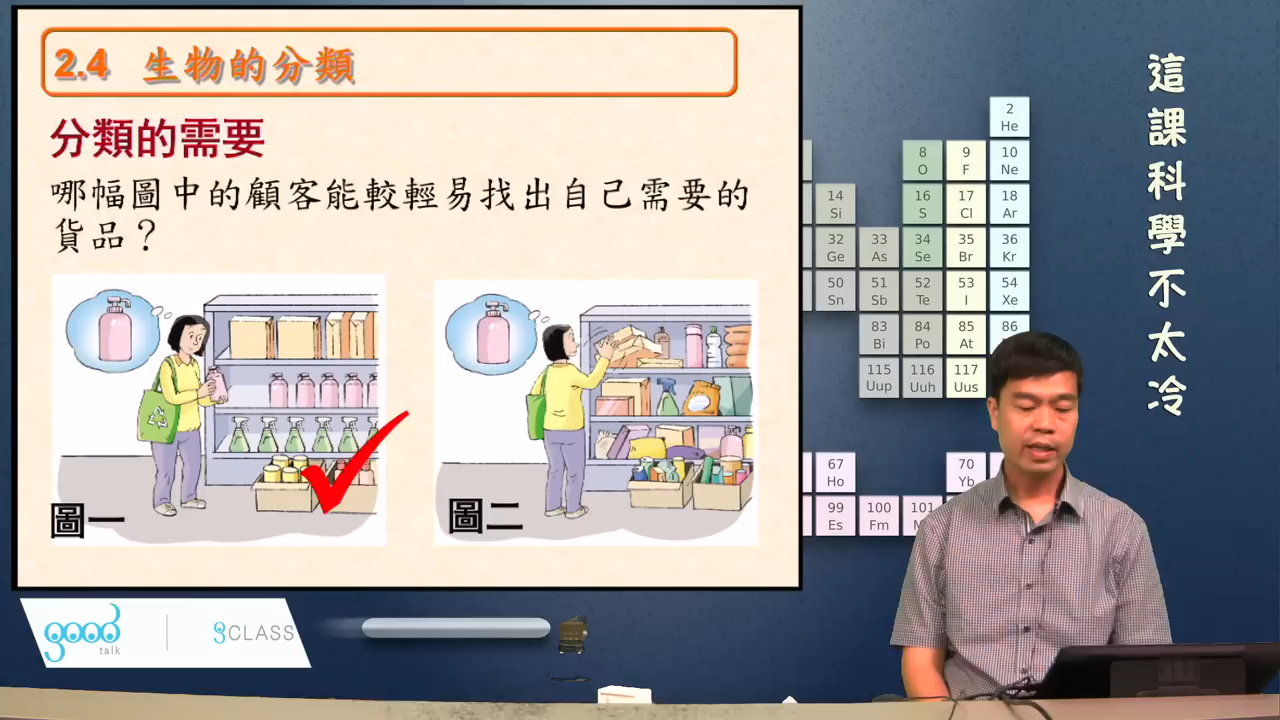 2.4 生物的分類
分類的需要
哪幅圖中的顧客能較輕易找出自己需要的
貨品？
圖一
圖二
這課科學不太冷
2
He
8
O
9
F
10
Ne
14
Si
16
S
17
Cl
18
Ar
32
Ge
33
As
34
Se
35
Br
36
Kr
50
Sn
51
Sb
52
Te
53
I
54
Xe
83
Bi
84
Po
85
At
86
115
Uup
116
Uuh
117
Uus
67
Ho
70
Yb
99
Es
100
Fm
101
good
talk
CLASS